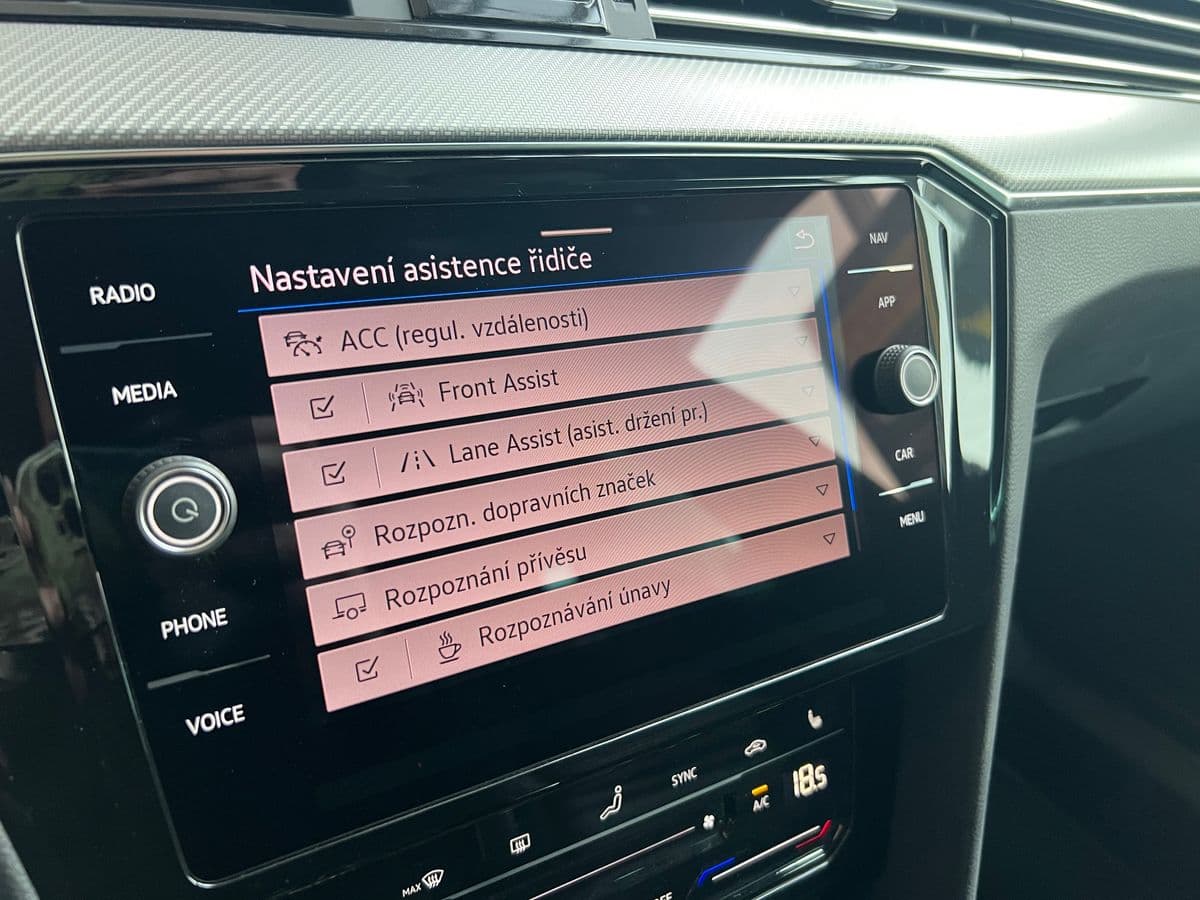 RADIO
MEDIA
PHONE
VOICE
Nastavení asistence řidiče
ACC (regul. vzdálenosti)
Front Assist
Lane Assist (asist. držení pr.)
Rozpozn. dopravních značek
Rozpoznání přívěsu
Rozpoznávání únavy
NAV
APP
CAR
MENU
SYNC
A/C
18.5
MAX